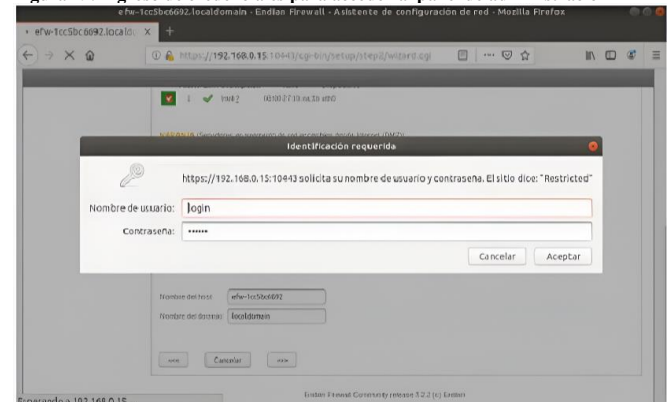 efw-1cc5bc6092.localdomain - Endian Firewall - Asistente de configuración de red - Mozilla Firefox
efw-1cc5bc6092.locald
https://192.168.0.15:10443/cgi-bin/setup/step2/wizard.cgi
Identificación requerida
https://192.168.0.15:10443 solicita su nombre de usuario y contraseña. El sitio dice: "Restricted"
Nombre de usuario: login
Contraseña: ••••••
Cancelar Aceptar
Nombre del host: efw-1cc5bc6092
Nombre del dominio: localdomain
<<< Cancelar >>>
Endian Firewall Community release 3.2.2 (c) Endian
Esperando a 192.168.0.15